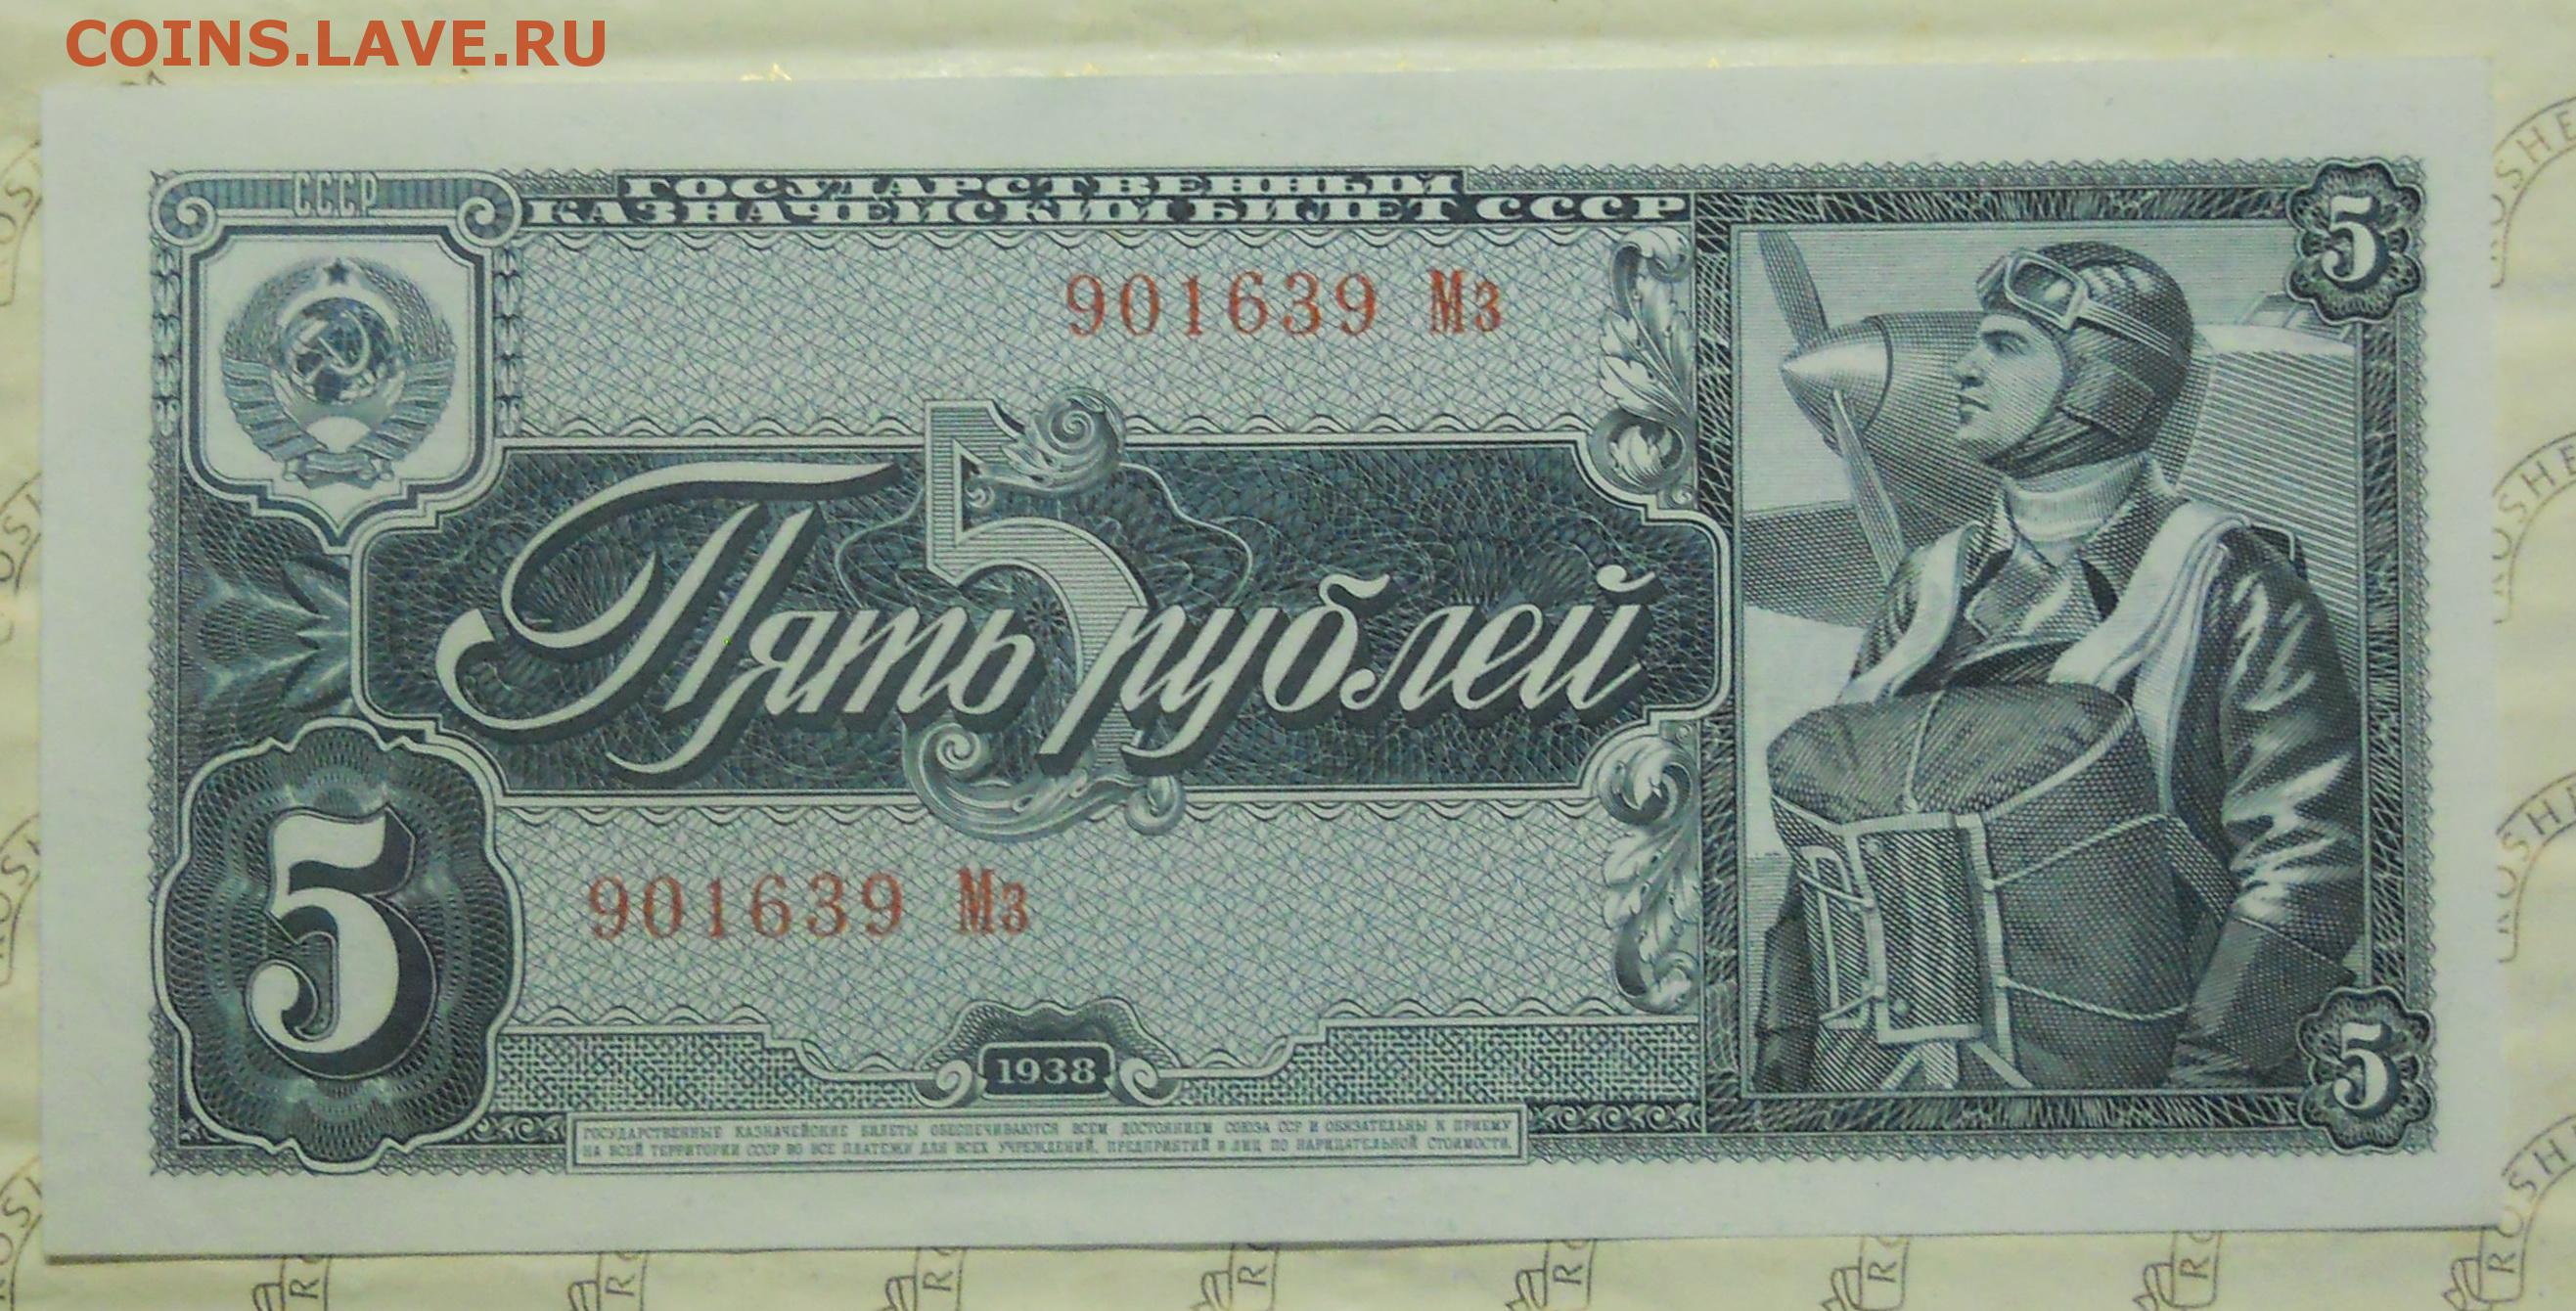 COINS.LAVE.RU
СССР
ГОСУДАРСТВЕННЫЙ
КАЗНАЧЕЙСКИЙ БИЛЕТ СССР
5
901639 Мз
5
Пять рублей
5
901639 Мз
1938
5
ГОСУДАРСТВЕННЫЕ КАЗНАЧЕЙСКИЕ БИЛЕТЫ ОБЕСПЕЧИВАЮТСЯ ВСЕМ ДОСТОЯНИЕМ СОЮЗА ССР И ОБЯЗАТЕЛЬНЫ К ПРИЕМУ
НА ВСЕЙ ТЕРРИТОРИИ СССР ВО ВСЕ ПЛАТЕЖИ ДЛЯ ВСЕХ УЧРЕЖДЕНИЙ, ПРЕДПРИЯТИЙ И ЛИЦ ПО НАРИЦАТЕЛЬНОЙ СТОИМОСТИ.